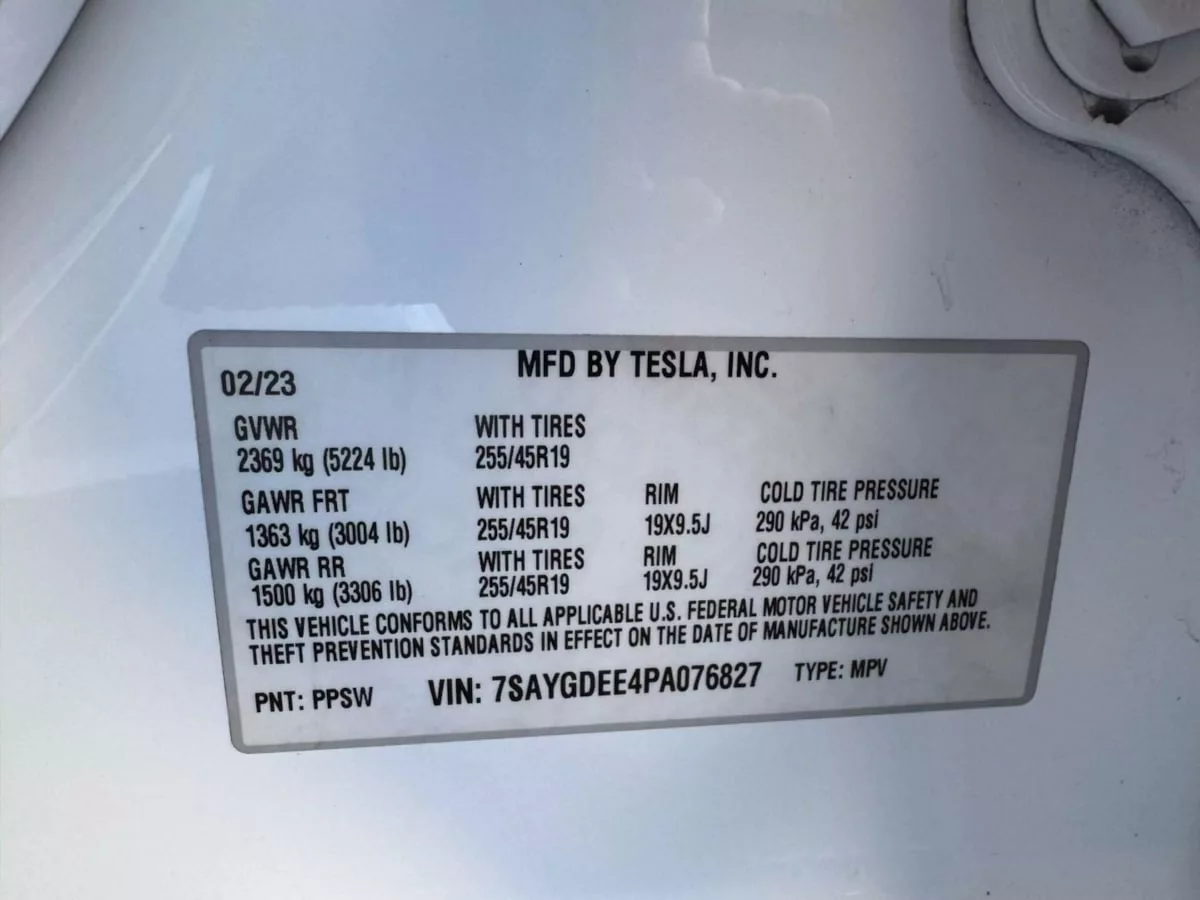 MFD BY TESLA, INC.
02/23
GVWR WITH TIRES
2369 kg (5224 lb) 255/45R19
GAWR FRT WITH TIRES RIM COLD TIRE PRESSURE
1363 kg (3004 lb) 255/45R19 19X9.5J 290 kPa, 42 psi
GAWR RR WITH TIRES RIM COLD TIRE PRESSURE
1500 kg (3306 lb) 255/45R19 19X9.5J 290 kPa, 42 psi
THIS VEHICLE CONFORMS TO ALL APPLICABLE U.S. FEDERAL MOTOR VEHICLE SAFETY AND
THEFT PREVENTION STANDARDS IN EFFECT ON THE DATE OF MANUFACTURE SHOWN ABOVE.
PNT: PPSW VIN: 7SAYGDEE4PA076827 TYPE: MPV